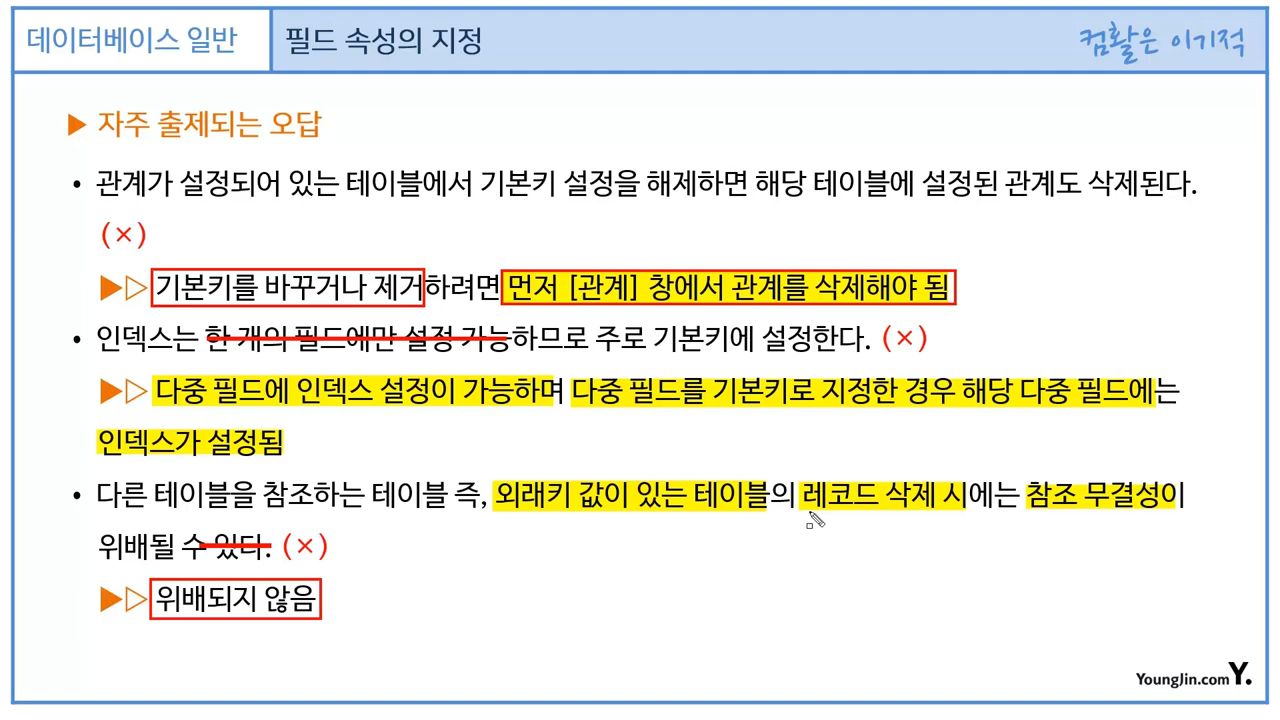 데이터베이스 일반
필드 속성의 지정
컴활은 이기적
▶ 자주 출제되는 오답
• 관계가 설정되어 있는 테이블에서 기본키 설정을 해제하면 해당 테이블에 설정된 관계도 삭제된다.
(×)
▶▷ 기본키를 바꾸거나 제거하려면 먼저 [관계] 창에서 관계를 삭제해야 됨
• 인덱스는 한 개의 필드에만 설정 가능하므로 주로 기본키에 설정한다. (×)
▶▷ 다중 필드에 인덱스 설정이 가능하며 다중 필드를 기본키로 지정한 경우 해당 다중 필드에는
인덱스가 설정됨
• 다른 테이블을 참조하는 테이블 즉, 외래키 값이 있는 테이블의 레코드 삭제 시에는 참조 무결성이
위배될 수 있다. (×)
▶▷ 위배되지 않음
YoungJin.com Y.